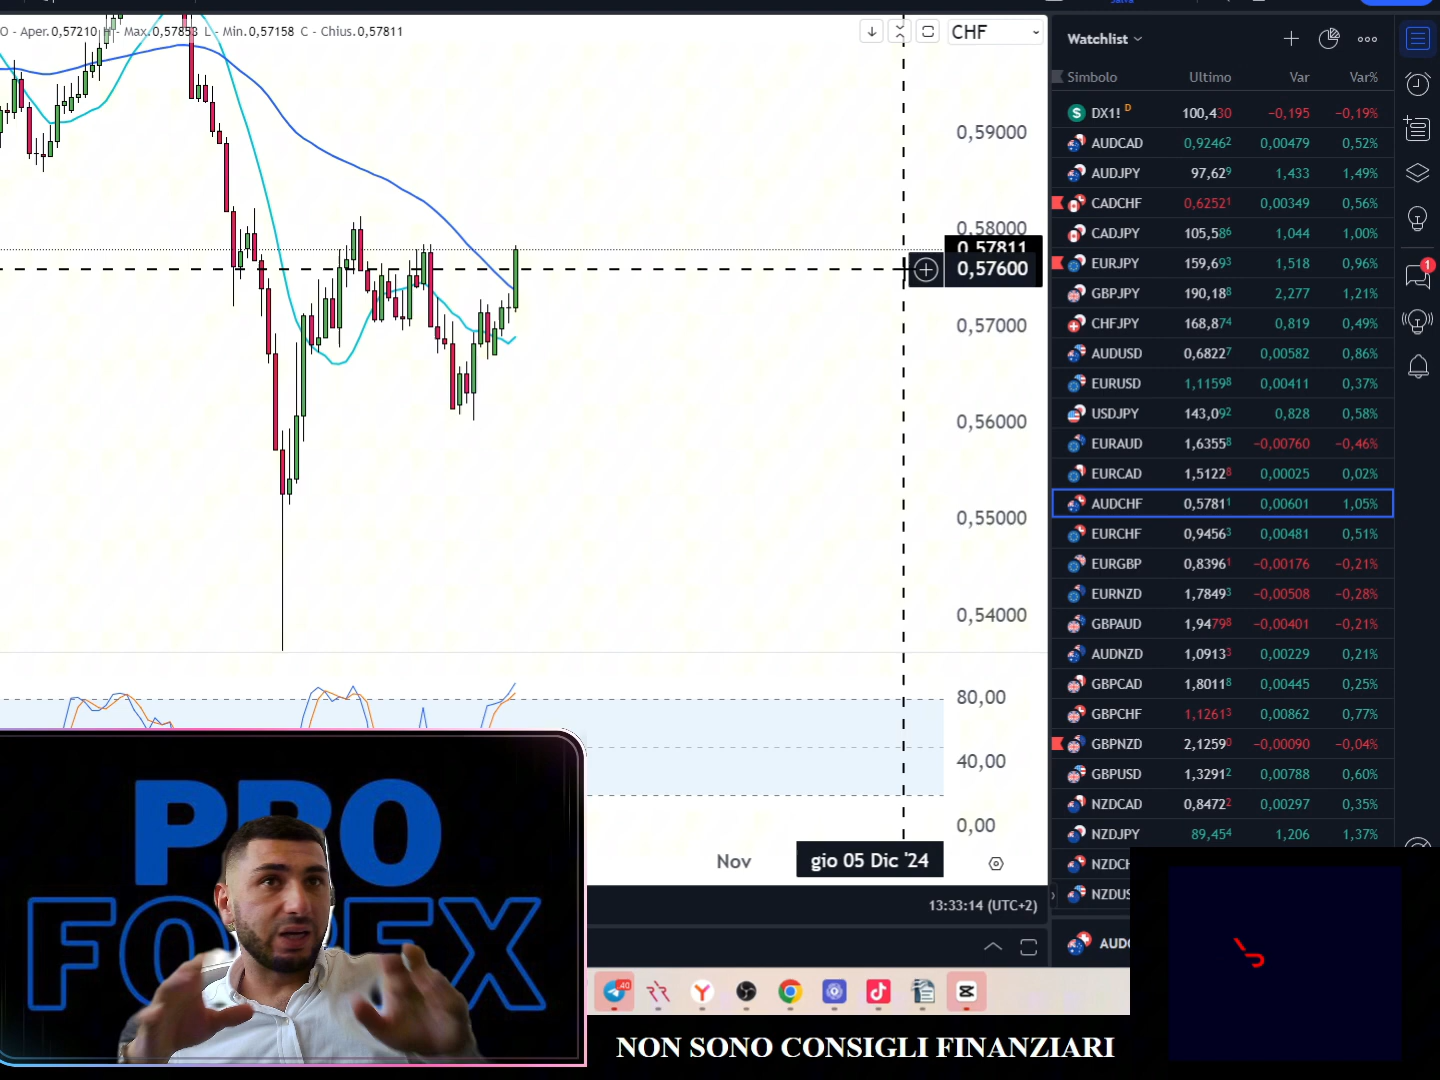 O - Aper.0,57210 H - Max.0,57853 L - Min.0,57158 C - Chius.0,57811
CHF
0,59000
0,58000
0,57811
0,57600
0,57000
0,56000
0,55000
0,54000
80,00
40,00
0,00
Nov
gio 05 Dic '24
13:33:14 (UTC+2)
Watchlist
Simbolo Ultimo Var Var%
DX1! D 100,430 −0,195 −0,19%
AUDCAD 0,92462 0,00479 0,52%
AUDJPY 97,629 1,433 1,49%
CADCHF 0,62521 0,00349 0,56%
CADJPY 105,586 1,044 1,00%
EURJPY 159,693 1,518 0,96%
GBPJPY 190,188 2,277 1,21%
CHFJPY 168,874 0,819 0,49%
AUDUSD 0,68227 0,00582 0,86%
EURUSD 1,11598 0,00411 0,37%
USDJPY 143,092 0,828 0,58%
EURAUD 1,63558 −0,00760 −0,46%
EURCAD 1,51228 0,00025 0,02%
AUDCHF 0,57811 0,00601 1,05%
EURCHF 0,94563 0,00481 0,51%
EURGBP 0,83961 −0,00176 −0,21%
EURNZD 1,78493 −0,00508 −0,28%
GBPAUD 1,94798 −0,00401 −0,21%
AUDNZD 1,09133 0,00229 0,21%
GBPCAD 1,80118 0,00445 0,25%
GBPCHF 1,12613 0,00862 0,77%
GBPNZD 2,12590 −0,00090 −0,04%
GBPUSD 1,32912 0,00788 0,60%
NZDCAD 0,84722 0,00297 0,35%
NZDJPY 89,454 1,206 1,37%
NZDCH
NZDUS
AUDC
1
40
PRO
FOREX
NON SONO CONSIGLI FINANZIARI